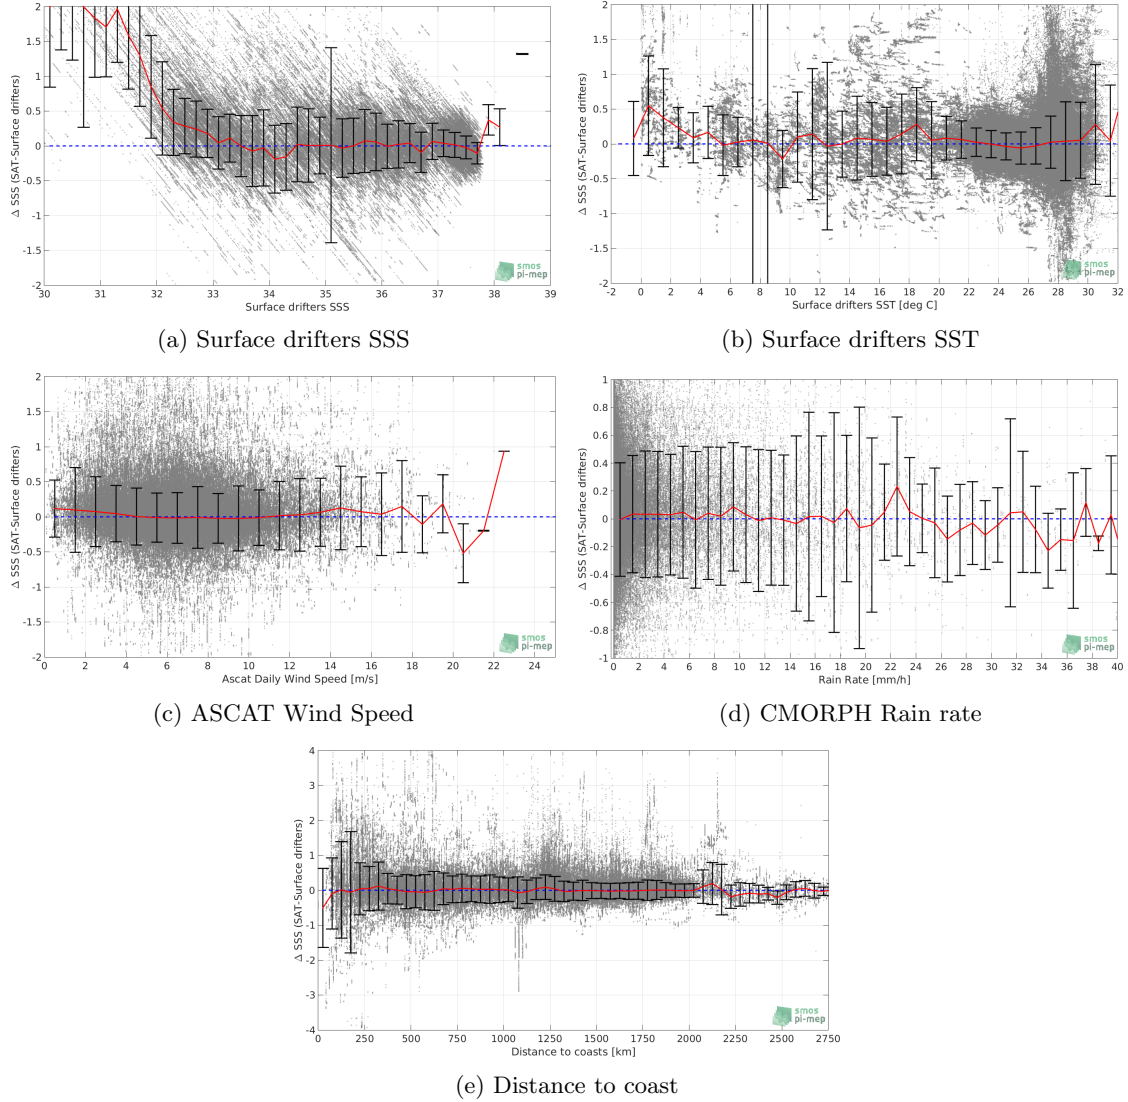 2
1.5
1
0.5
0
-0.5
-1
-1.5
-2
Δ SSS (SAT-Surface drifters)
30 31 32 33 34 35 36 37 38 39
Surface drifters SSS
smos
pi-mep
(a) Surface drifters SSS
2
1.5
1
0.5
0
-0.5
-1
-1.5
-2
Δ SSS (SAT-Surface drifters)
-2 0 2 4 6 8 10 12 14 16 18 20 22 24 26 28 30 32
Surface drifters SST [deg C]
smos
pi-mep
(b) Surface drifters SST
2
1.5
1
0.5
0
-0.5
-1
-1.5
-2
Δ SSS (SAT-Surface drifters)
0 2 4 6 8 10 12 14 16 18 20 22 24
Ascat Daily Wind Speed [m/s]
smos
pi-mep
(c) ASCAT Wind Speed
1
0.8
0.6
0.4
0.2
0
-0.2
-0.4
-0.6
-0.8
-1
Δ SSS (SAT-Surface drifters)
0 2 4 6 8 10 12 14 16 18 20 22 24 26 28 30 32 34 36 38 40
Rain Rate [mm/h]
smos
pi-mep
(d) CMORPH Rain rate
4
3
2
1
0
-1
-2
-3
-4
Δ SSS (SAT-Surface drifters)
0 250 500 750 1000 1250 1500 1750 2000 2250 2500 2750
Distance to coasts [km]
smos
pi-mep
(e) Distance to coast